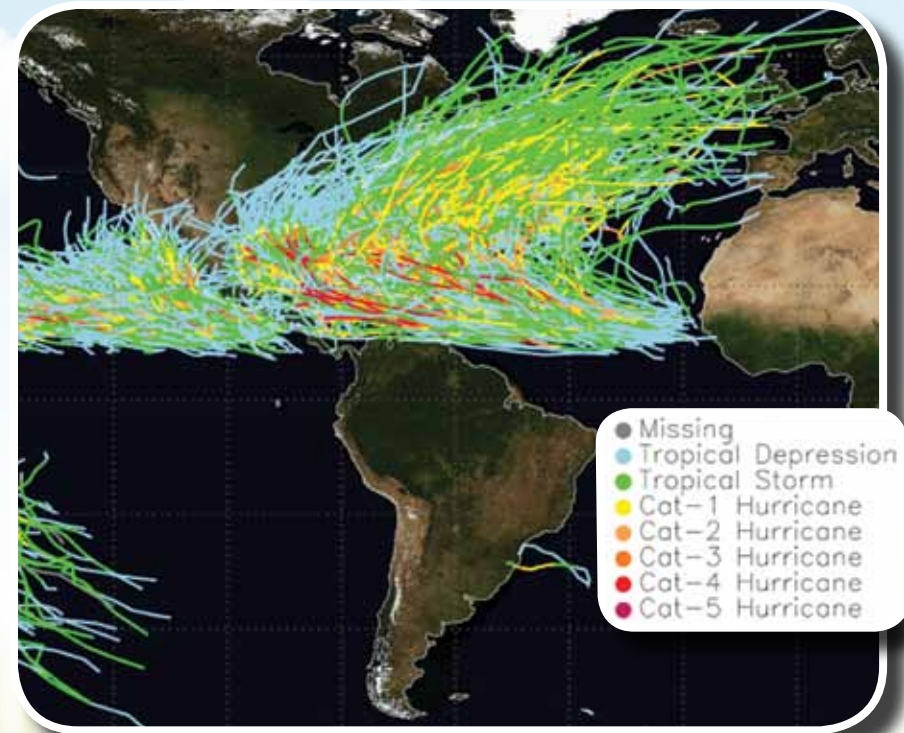 Missing
Tropical Depression
Tropical Storm
Cat-1 Hurricane
Cat-2 Hurricane
Cat-3 Hurricane
Cat-4 Hurricane
Cat-5 Hurricane